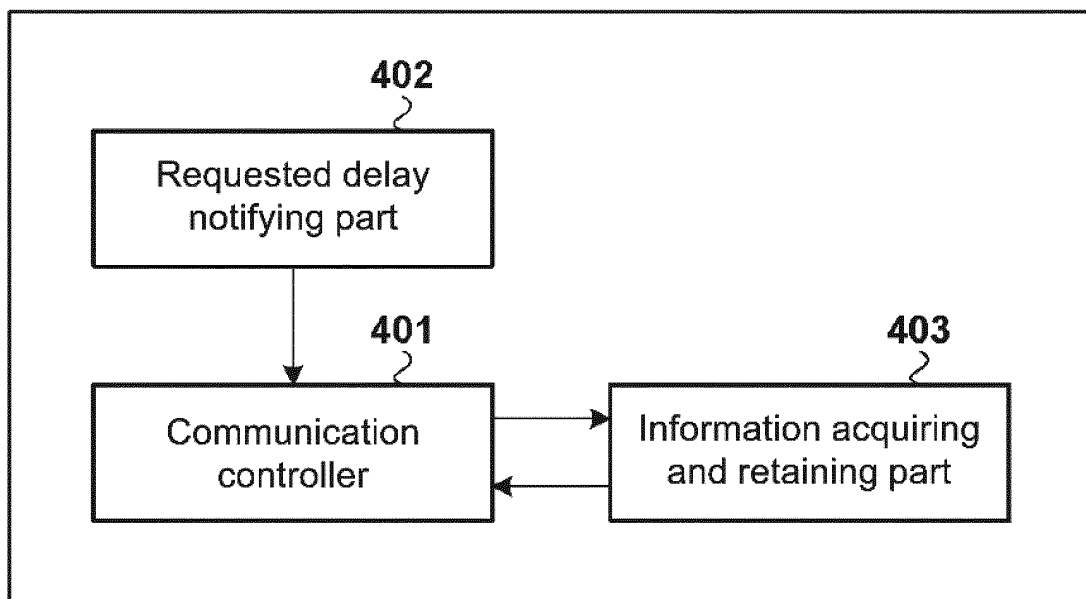 402
Requested delay
notifying part
401
Communication
controller
403
Information acquiring
and retaining part